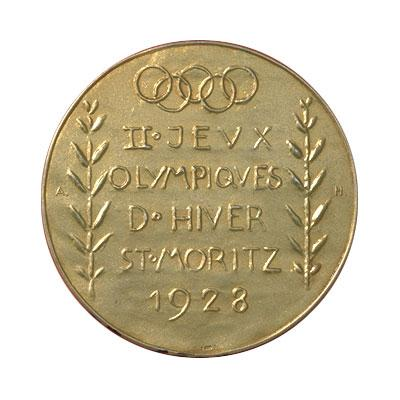 II·JEVX
A. OLYMPIQVES H
D·HIVER
ST·MORITZ
1928